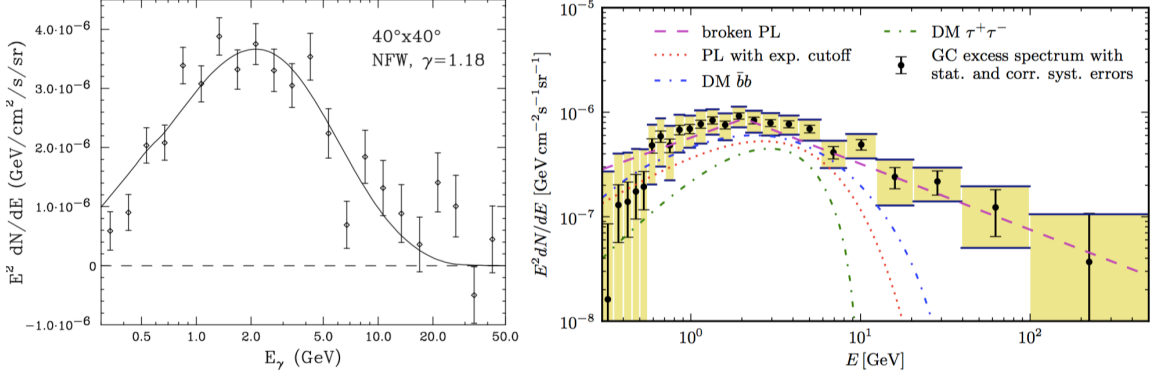 E² dN/dE (GeV/cm²/s/sr)
4.0·10⁻⁶
3.0·10⁻⁶
2.0·10⁻⁶
1.0·10⁻⁶
0
−1.0·10⁻⁶
40°x40°
NFW, γ=1.18
0.5 1.0 5.0 10.0 50.0
E_γ (GeV)
E²dN/dE [GeV cm⁻²s⁻¹sr⁻¹]
10⁻⁵
10⁻⁶
10⁻⁷
10⁻⁸
broken PL
PL with exp. cutoff
DM b̄b
DM τ⁺τ⁻
GC excess spectrum with
stat. and corr. syst. errors
10⁰ 10¹ 10²
E [GeV]